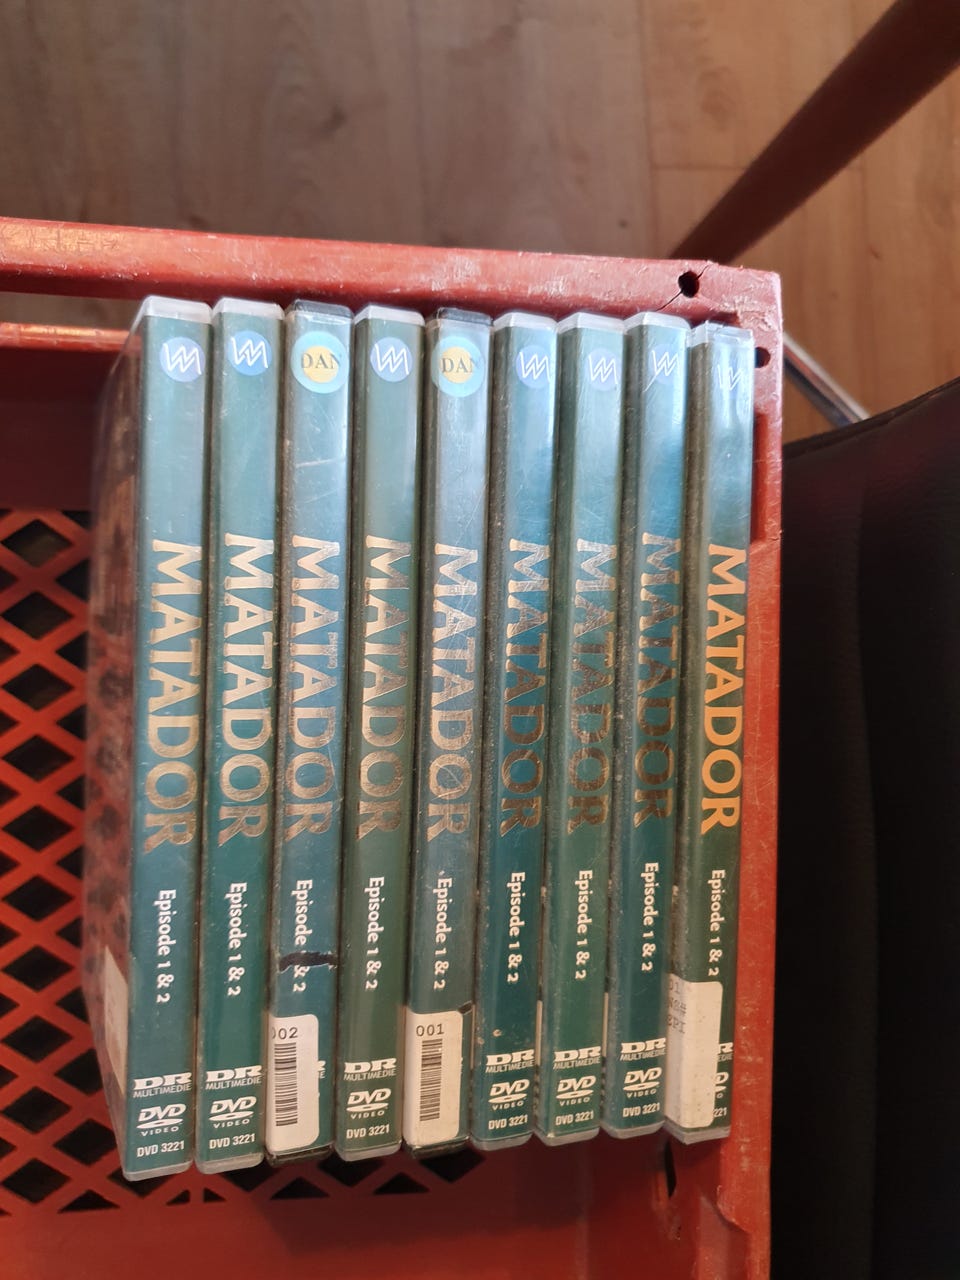 MATADOR
Episode 1 & 2
DR
MULTIMEDIE
DVD
VIDEO
DVD 3221
MATADOR
Episode 1 & 2
DR
MULTIMEDIE
DVD
VIDEO
DVD 3221
DAN
MATADOR
Episode & 2
002
MATADOR
Episode 1 & 2
DR
MULTIMEDIE
DVD
VIDEO
DVD 3221
DAN
MATADOR
Episode 1 & 2
001
MATADOR
Episode 1 & 2
DR
MULTIMEDIE
DVD
VIDEO
DVD 3221
MATADOR
Episode 1 & 2
DR
MULTIMEDIE
DVD
VIDEO
DVD 3221
MATADOR
Episode 1 & 2
DR
MULTIMEDIE
DVD
VIDEO
DVD 3221
MATADOR
Episode 1 & 2